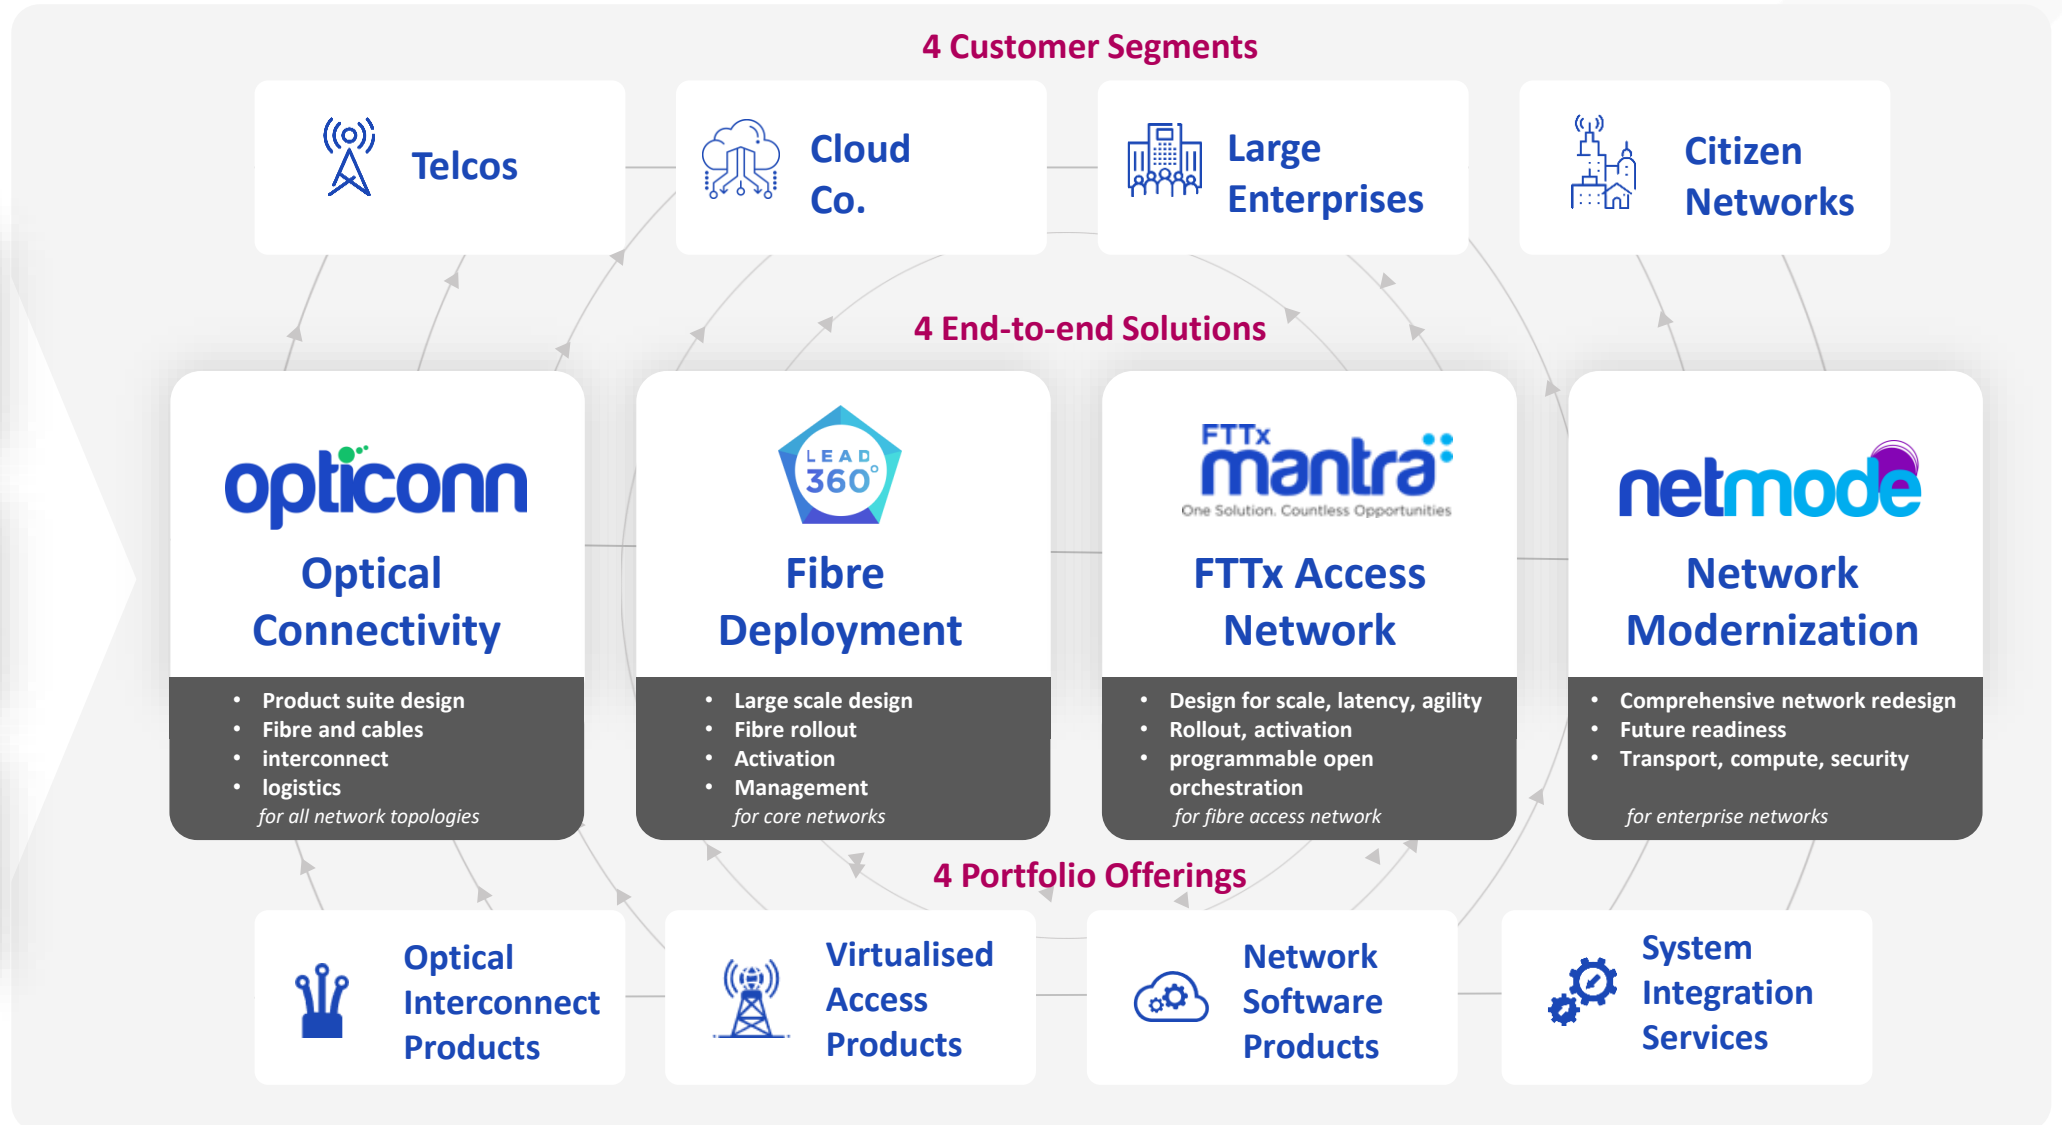 4 Customer Segments
Telcos
Cloud
Co.
Large
Enterprises
Citizen
Networks
4 End-to-end Solutions
opticonn
Optical
Connectivity
• Product suite design
• Fibre and cables
• interconnect
• logistics
for all network topologies
LEAD
360°
Fibre
Deployment
• Large scale design
• Fibre rollout
• Activation
• Management
for core networks
FTTx
mantra
One Solution. Countless Opportunities
FTTx Access
Network
• Design for scale, latency, agility
• Rollout, activation
• programmable open
orchestration
for fibre access network
netmode
Network
Modernization
• Comprehensive network redesign
• Future readiness
• Transport, compute, security
for enterprise networks
4 Portfolio Offerings
Optical
Interconnect
Products
Virtualised
Access
Products
Network
Software
Products
System
Integration
Services